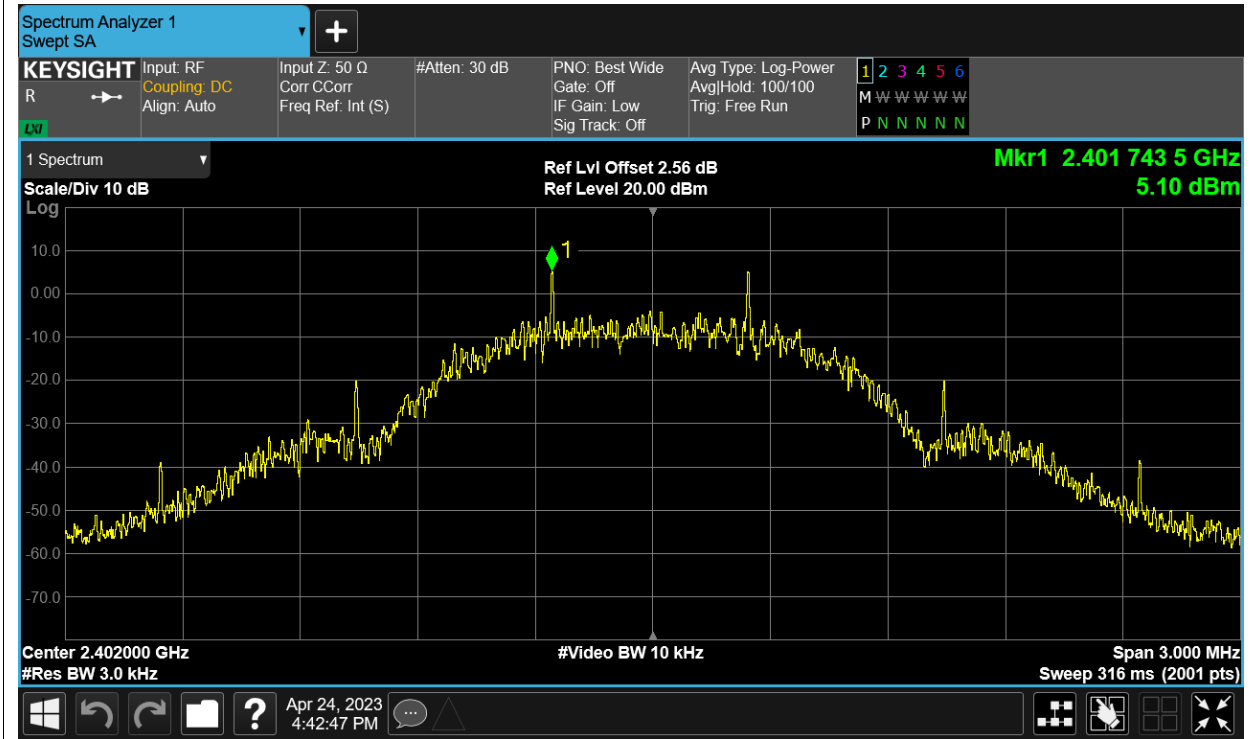 Spectrum Analyzer 1
Swept SA
KEYSIGHT
R
LXI
Input: RF
Coupling: DC
Align: Auto
Input Z: 50 Ω
Corr CCorr
Freq Ref: Int (S)
#Atten: 30 dB
PNO: Best Wide
Gate: Off
IF Gain: Low
Sig Track: Off
Avg Type: Log-Power
Avg|Hold: 100/100
Trig: Free Run
1 2 3 4 5 6
M W W W W W
P N N N N N
1 Spectrum
Scale/Div 10 dB
Log
Ref Lvl Offset 2.56 dB
Ref Level 20.00 dBm
Mkr1 2.401 743 5 GHz
5.10 dBm
1
10.0
0.00
-10.0
-20.0
-30.0
-40.0
-50.0
-60.0
-70.0
Center 2.402000 GHz
#Video BW 10 kHz
Span 3.000 MHz
#Res BW 3.0 kHz
Sweep 316 ms (2001 pts)
?
Apr 24, 2023
4:42:47 PM